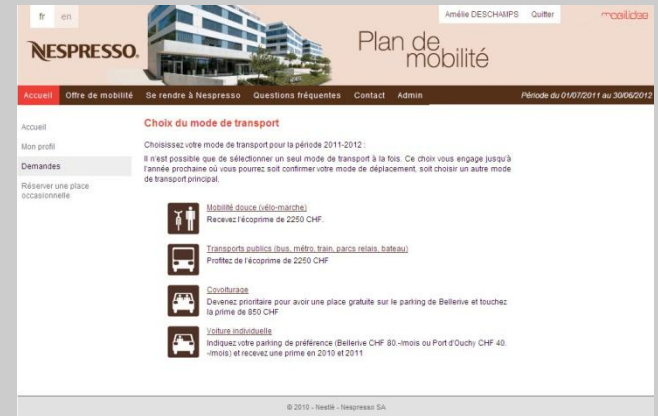 fr en
Amélie DESCHAMPS Quitter
mobilidée
NESPRESSO.
Plan de
mobilité
Accueil Offre de mobilité Se rendre à Nespresso Questions fréquentes Contact Admin
Période du 01/07/2011 au 30/06/2012
Accueil
Mon profil
Demandes
Réserver une place
occasionnelle
Choix du mode de transport
Choisissez votre mode de transport pour la période 2011-2012 :
Il n'est possible que de sélectionner un seul mode de transport à la fois. Ce choix vous engage jusqu'à
l'année prochaine où vous pourrez soit confirmer votre mode de déplacement, soit choisir un autre mode
de transport principal.
Mobilité douce (vélo-marche)
Recevez l'écoprime de 2250 CHF.
Transports publics (bus, métro, train, parcs relais, bateau)
Profitez de l'écoprime de 2250 CHF
Covoiturage
Devenez prioritaire pour avoir une place gratuite sur le parking de Bellerive et touchez
la prime de 850 CHF
Voiture individuelle
Indiquez votre parking de préférence (Bellerive CHF 80.-/mois ou Port d'Ouchy CHF 40.
-/mois) et recevez une prime en 2010 et 2011
© 2010 - Nestlé - Nespresso SA